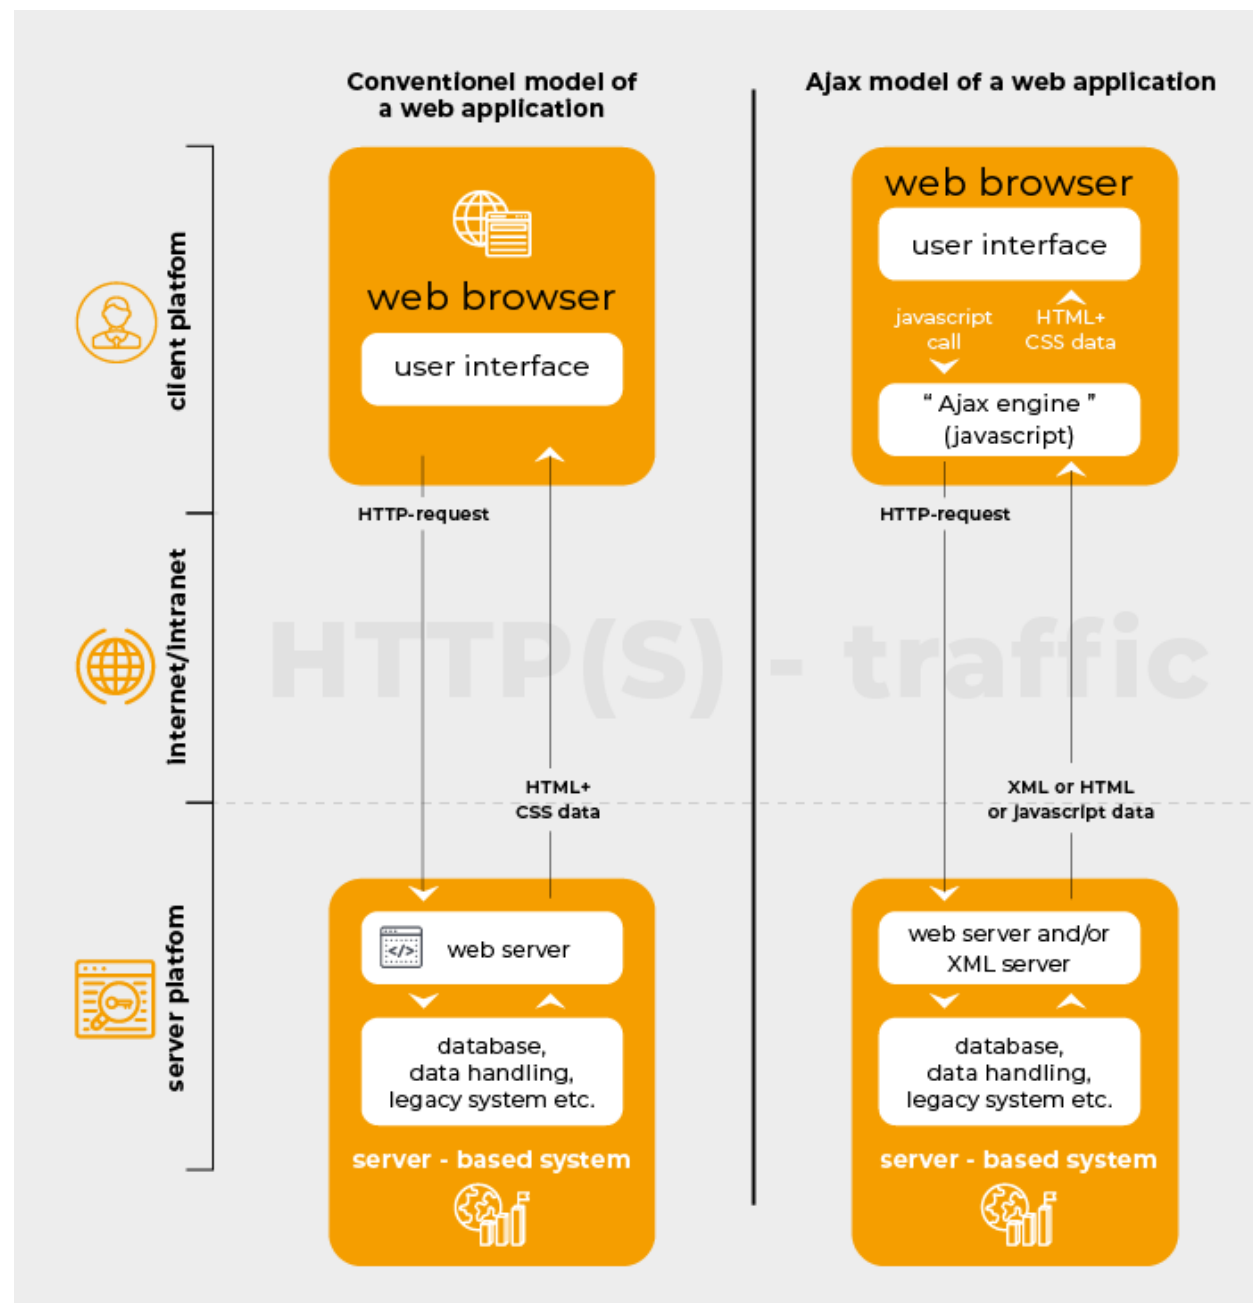 Conventionel model of
a web application
Ajax model of a web application
client platfom
Internet/intranet
server platfom
HTTP(S) - traffic
web browser
user interface
HTTP-request
HTML+
CSS data
</>
web server
database,
data handling,
legacy system etc.
server - based system
web browser
user interface
javascript
call
HTML+
CSS data
“ Ajax engine ”
(javascript)
HTTP-request
XML or HTML
or javascript data
web server and/or
XML server
database,
data handling,
legacy system etc.
server - based system